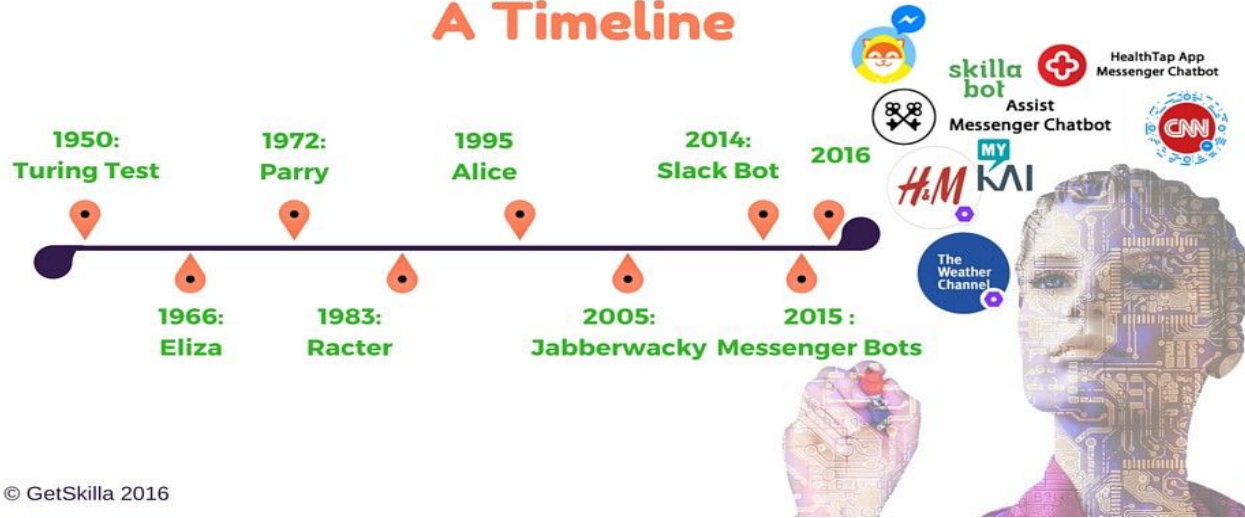 A Timeline
1950:
Turing Test
1972:
Parry
1995
Alice
2014:
Slack Bot
2016
1966:
Eliza
1983:
Racter
2005:
Jabberwacky
2015 :
Messenger Bots
skilla
bot
HealthTap App
Messenger Chatbot
Assist
Messenger Chatbot
CNN
H&M
MY
KAI
The
Weather
Channel
© GetSkilla 2016